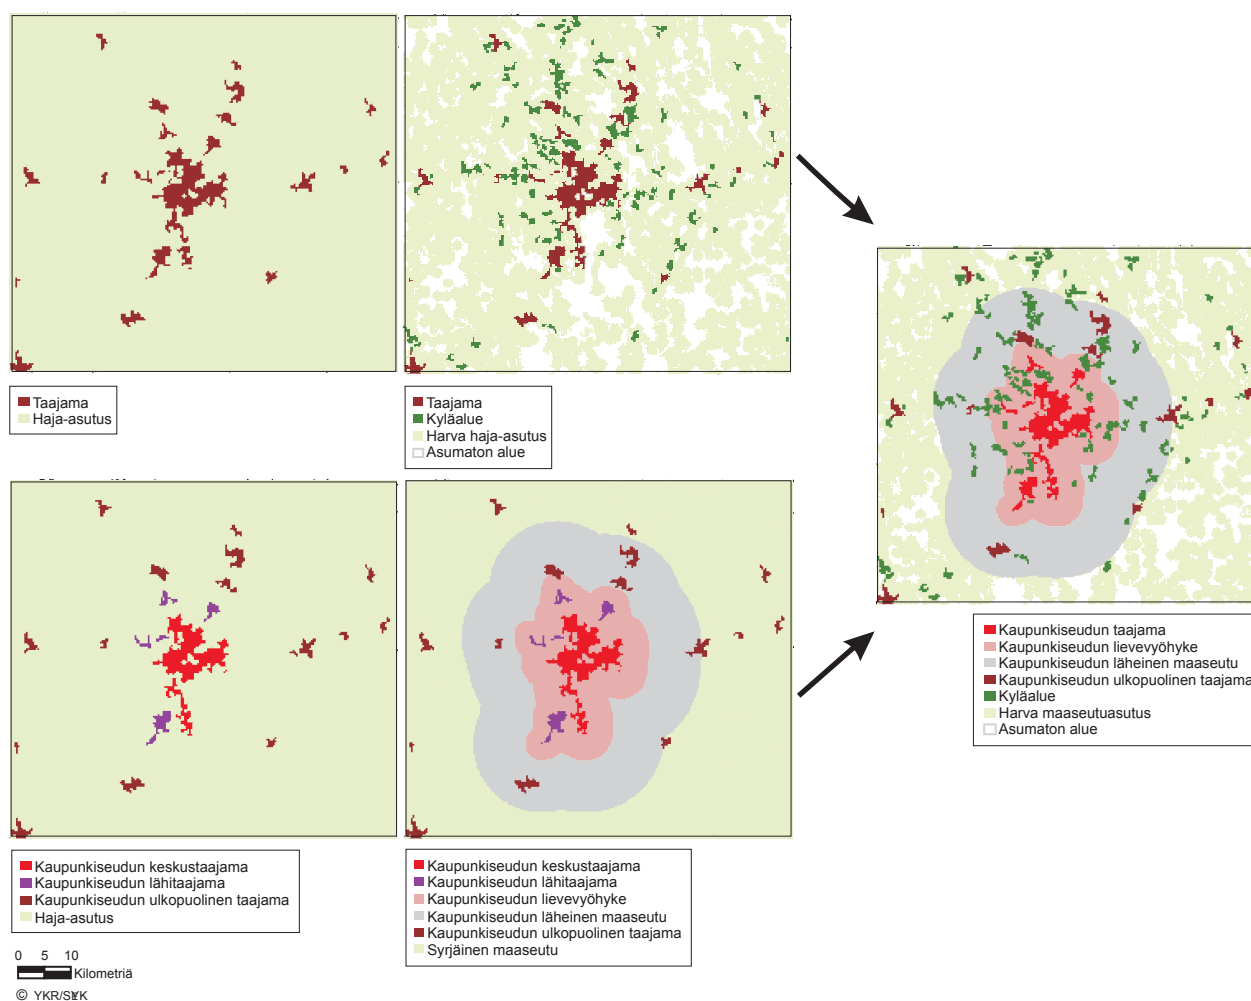 Taajama
Haja-asutus
Taajama
Kyläalue
Harva haja-asutus
Asumaton alue
Kaupunkiseudun taajama
Kaupunkiseudun lievevyöhyke
Kaupunkiseudun läheinen maaseutu
Kaupunkiseudun ulkopuolinen taajama
Kyläalue
Harva maaseutuasutus
Asumaton alue
Kaupunkiseudun keskustaajama
Kaupunkiseudun lähitaajama
Kaupunkiseudun ulkopuolinen taajama
Haja-asutus
Kaupunkiseudun keskustaajama
Kaupunkiseudun lähitaajama
Kaupunkiseudun lievevyöhyke
Kaupunkiseudun läheinen maaseutu
Kaupunkiseudun ulkopuolinen taajama
Syrjäinen maaseutu
0 5 10
Kilometriä
© YKR/SYKE